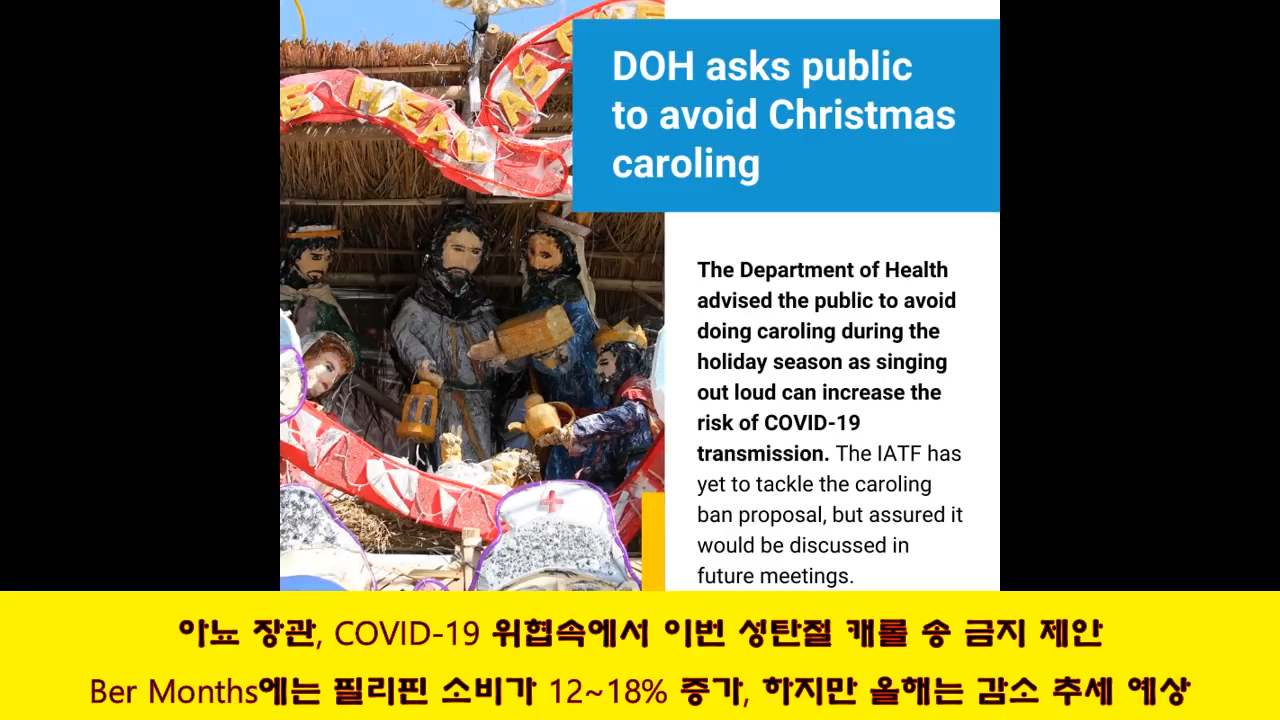 E HEAL AS
DOH asks public
to avoid Christmas
caroling
The Department of Health
advised the public to avoid
doing caroling during the
holiday season as singing
out loud can increase the
risk of COVID-19
transmission. The IATF has
yet to tackle the caroling
ban proposal, but assured it
would be discussed in
future meetings.
아뇨 장관, COVID-19 위협속에서 이번 성탄절 캐롤 송 금지 제안
Ber Months에는 필리핀 소비가 12~18% 증가, 하지만 올해는 감소 추세 예상